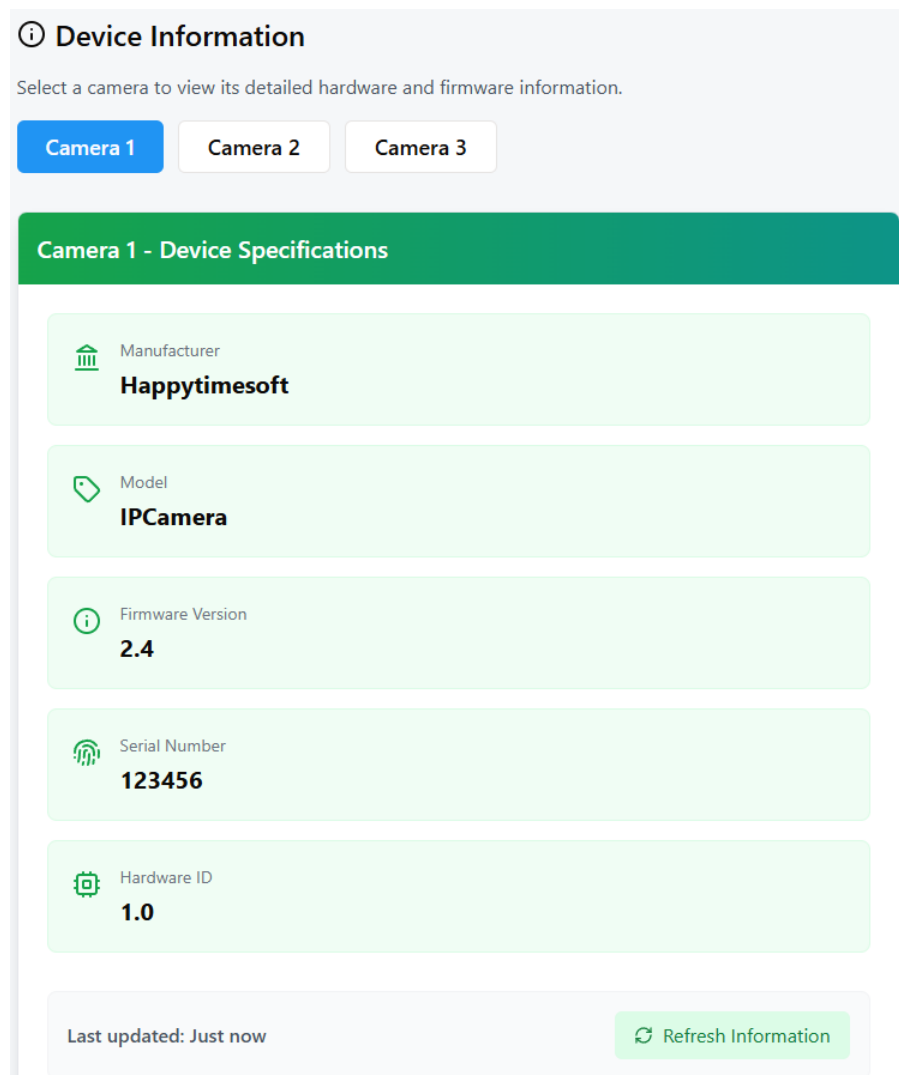 Device Information
Select a camera to view its detailed hardware and firmware information.
Camera 1 Camera 2 Camera 3
Camera 1 - Device Specifications
Manufacturer
Happytimesoft
Model
IPCamera
Firmware Version
2.4
Serial Number
123456
Hardware ID
1.0
Last updated: Just now Refresh Information